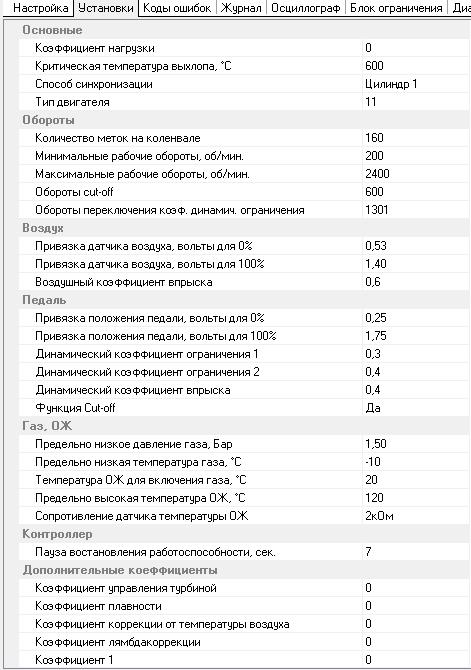 Настройка Установки Коды ошибок Журнал Осциллограф Блок ограничения Диа
Основные
Коэффициент нагрузки 0
Критическая температура выхлопа, °C 600
Способ синхронизации Цилиндр 1
Тип двигателя 11
Обороты
Количество меток на коленвале 160
Минимальные рабочие обороты, об/мин. 200
Максимальные рабочие обороты, об/мин. 2400
Обороты cut-off 600
Обороты переключения коэф. динамич. ограничения 1301
Воздух
Привязка датчика воздуха, вольты для 0% 0,53
Привязка датчика воздуха, вольты для 100% 1,40
Воздушный коэффициент впрыска 0,6
Педаль
Привязка положения педали, вольты для 0% 0,25
Привязка положения педали, вольты для 100% 1,75
Динамический коэффициент ограничения 1 0,3
Динамический коэффициент ограничения 2 0,4
Динамический коэффициент впрыска 0,4
Функция Cut-off Да
Газ, ОЖ
Предельно низкое давление газа, Бар 1,50
Предельно низкая температура газа, °C -10
Температура ОЖ для включения газа, °C 20
Предельно высокая температура ОЖ, °C 120
Сопротивление датчика температуры ОЖ 2кОм
Контроллер
Пауза востановления работоспособности, сек. 7
Дополнительные коеффициенты
Коэффициент управления турбиной 0
Коэффициент плавности 0
Коэффициент коррекции от температуры воздуха 0
Коэффициент лямбдакоррекции 0
Коэффициент 1 0